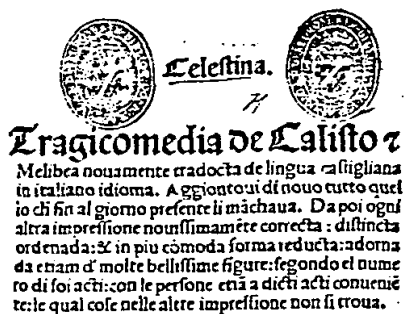 Celestina.
Tragicomedia de Calisto ⁊
Melibea nouamente tradocta de lingua castigliana
in italiano idioma. Aggiontoui di nouo tutto quel
lo ch̃ fin al giorno presente li mãchaua. Da poi ogni
altra impressione nouissimamẽte correcta: distincta
ordenada: ⁊ in piu cõmoda forma reducta: adorna
da etiam d' molte bellissime figure: segondo el nume
ro di soi acti: con le persone etiã a dicti acti conueniẽ
te: le qual cose nelle altre impressione non si troua.